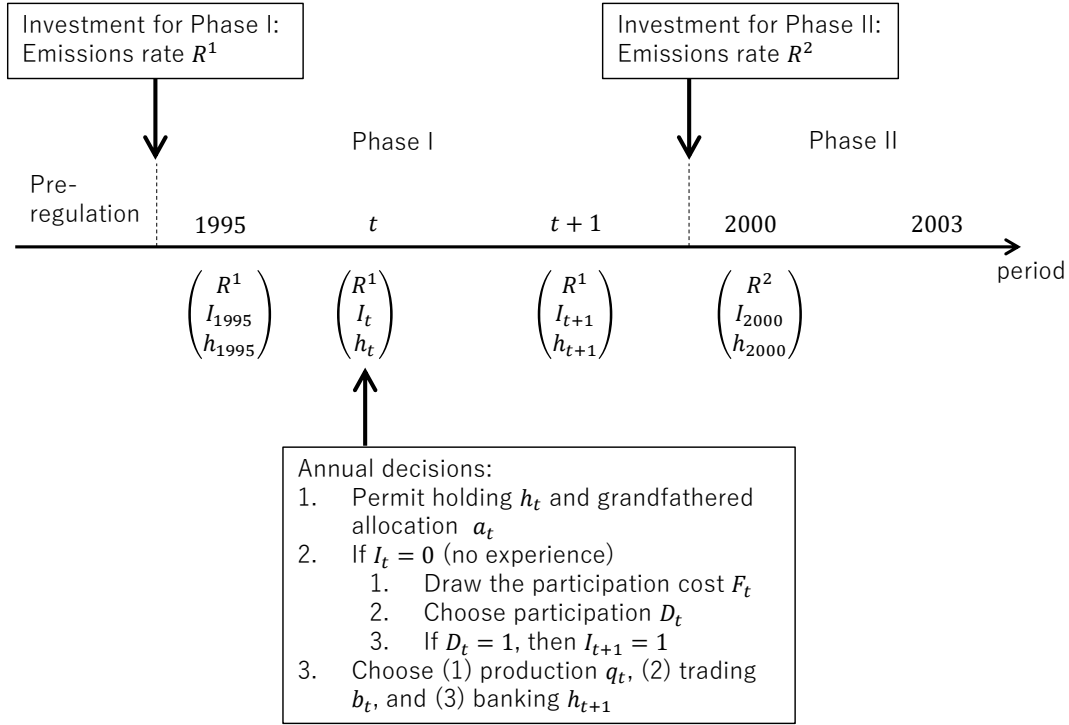 Investment for Phase I:
Emissions rate R¹
Investment for Phase II:
Emissions rate R²
Phase I
Phase II
Pre-
regulation
1995
t
t + 1
2000
2003
period
R¹
I₁₉₉₅
h₁₉₉₅
R¹
Iₜ
hₜ
R¹
Iₜ₊₁
hₜ₊₁
R²
I₂₀₀₀
h₂₀₀₀
Annual decisions:
1. Permit holding hₜ and grandfathered
allocation aₜ
2. If Iₜ = 0 (no experience)
1. Draw the participation cost Fₜ
2. Choose participation Dₜ
3. If Dₜ = 1, then Iₜ₊₁ = 1
3. Choose (1) production qₜ, (2) trading
bₜ, and (3) banking hₜ₊₁